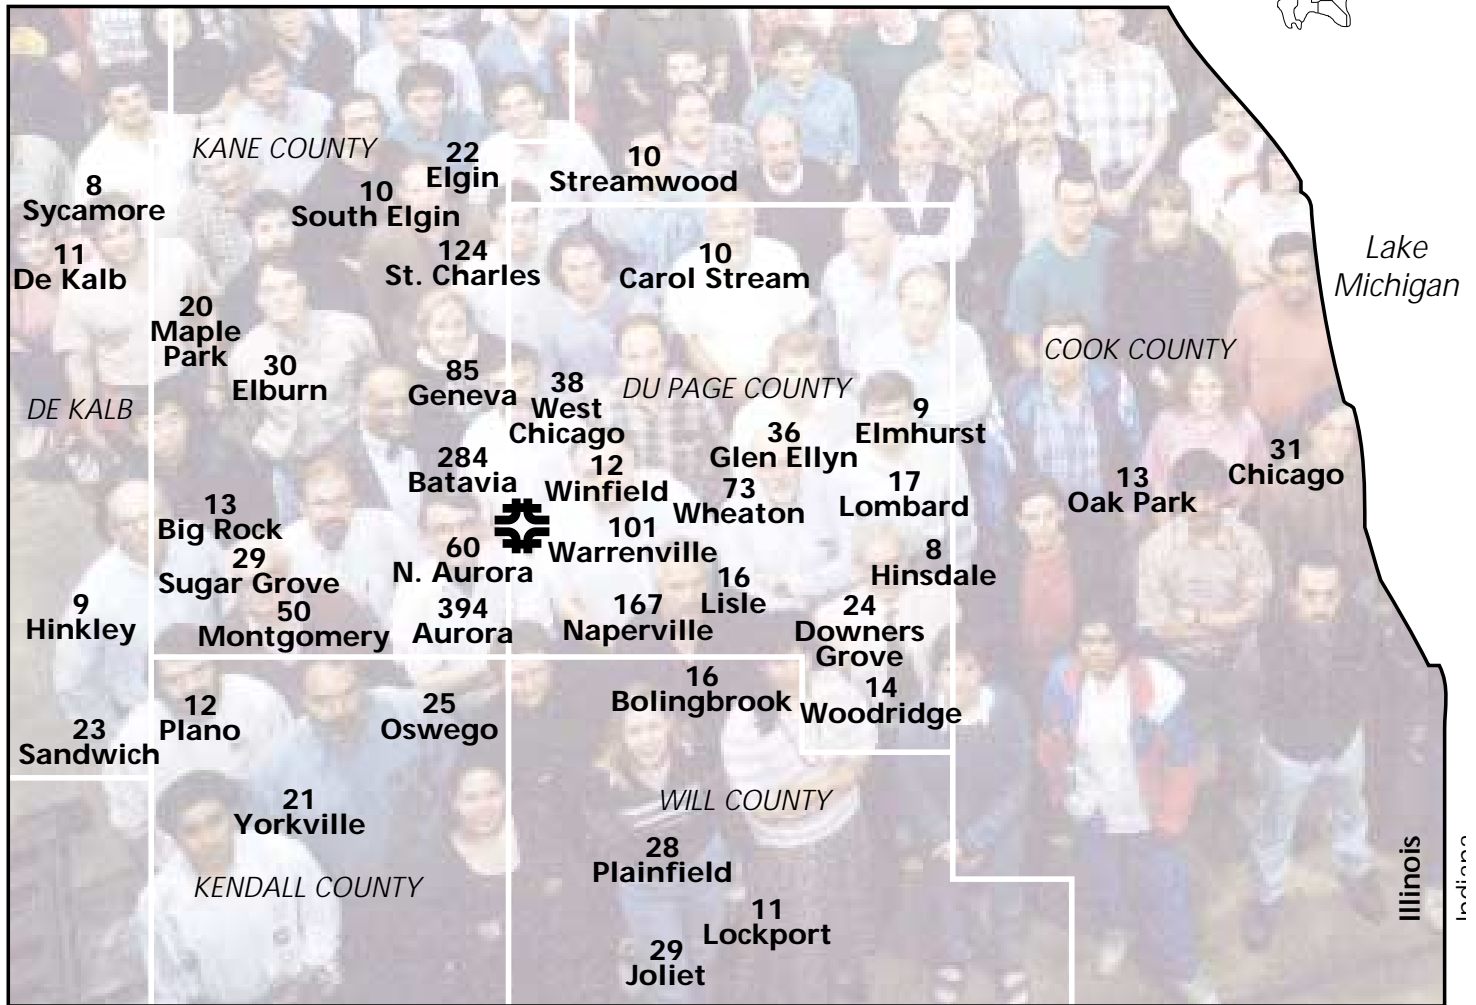 KANE COUNTY
22
Elgin
10
Streamwood
8
Sycamore
10
South Elgin
11
De Kalb
124
St. Charles
10
Carol Stream
Lake
Michigan
20
Maple
Park
30
Elburn
85
Geneva
38
West
Chicago
DU PAGE COUNTY
COOK COUNTY
DE KALB
9
Elmhurst
36
Glen Ellyn
31
Chicago
284
Batavia
12
Winfield
73
Wheaton
17
Lombard
13
Oak Park
13
Big Rock
101
Warrenville
60
N. Aurora
29
Sugar Grove
16
Lisle
8
Hinsdale
9
Hinkley
50
Montgomery
394
Aurora
167
Naperville
24
Downers
Grove
16
Bolingbrook
14
Woodridge
12
Plano
25
Oswego
23
Sandwich
21
Yorkville
WILL COUNTY
28
Plainfield
KENDALL COUNTY
11
Lockport
29
Joliet
Illinois
Indiana